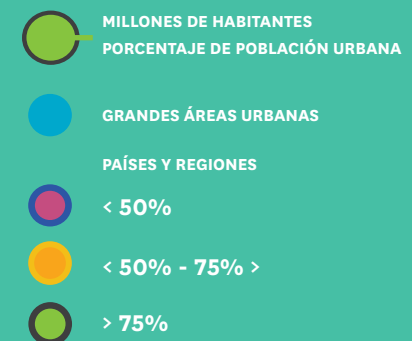 MILLONES DE HABITANTES
PORCENTAJE DE POBLACIÓN URBANA
GRANDES ÁREAS URBANAS
PAÍSES Y REGIONES
< 50%
< 50% - 75% >
> 75%